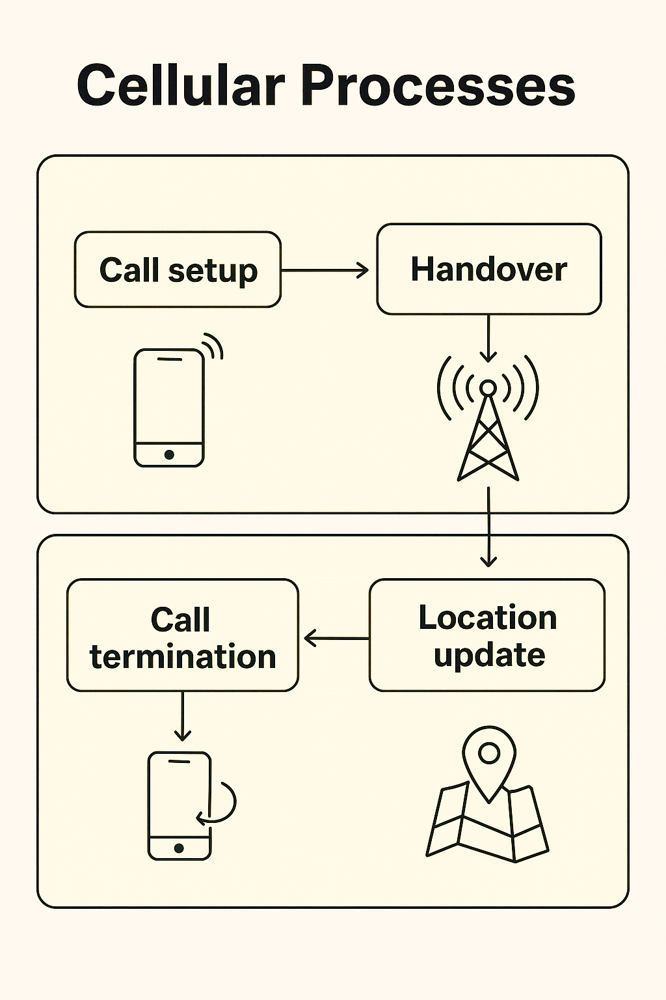 Cellular Processes
Call setup
Handover
Call
termination
Location
update